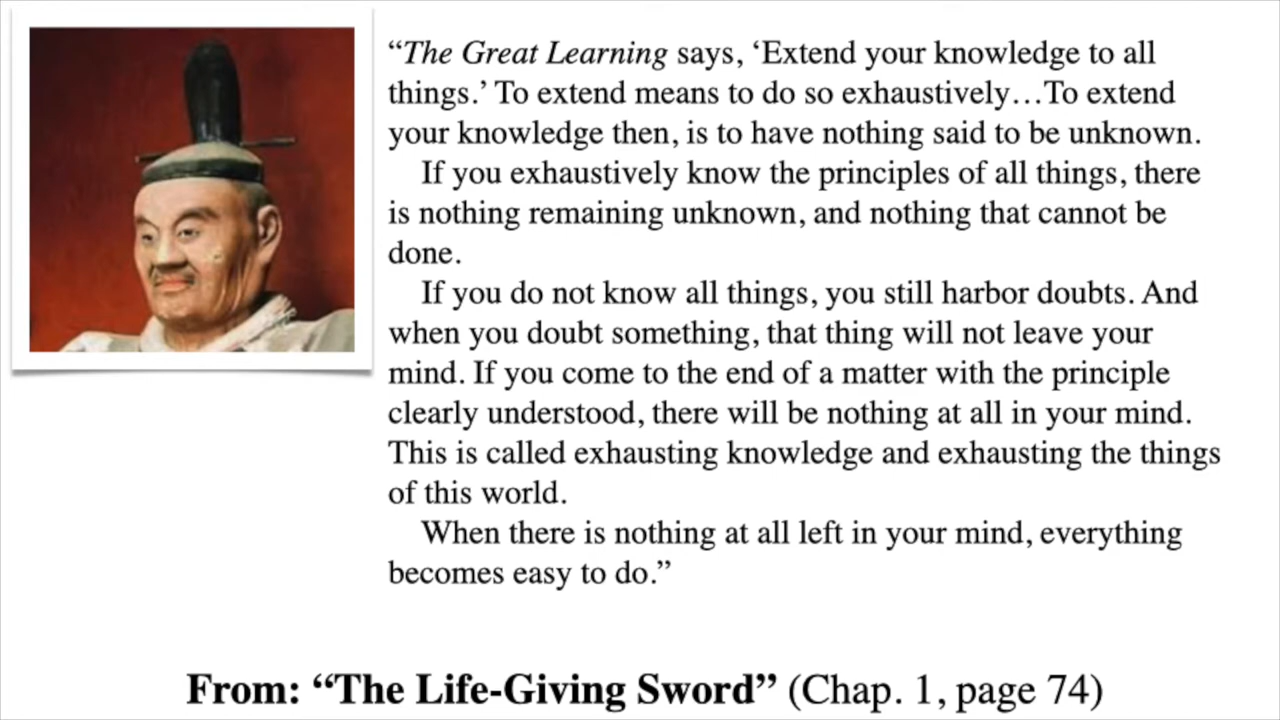 “The Great Learning says, ‘Extend your knowledge to all
things.’ To extend means to do so exhaustively…To extend
your knowledge then, is to have nothing said to be unknown.
If you exhaustively know the principles of all things, there
is nothing remaining unknown, and nothing that cannot be
done.
If you do not know all things, you still harbor doubts. And
when you doubt something, that thing will not leave your
mind. If you come to the end of a matter with the principle
clearly understood, there will be nothing at all in your mind.
This is called exhausting knowledge and exhausting the things
of this world.
When there is nothing at all left in your mind, everything
becomes easy to do.”
From: “The Life-Giving Sword” (Chap. 1, page 74)